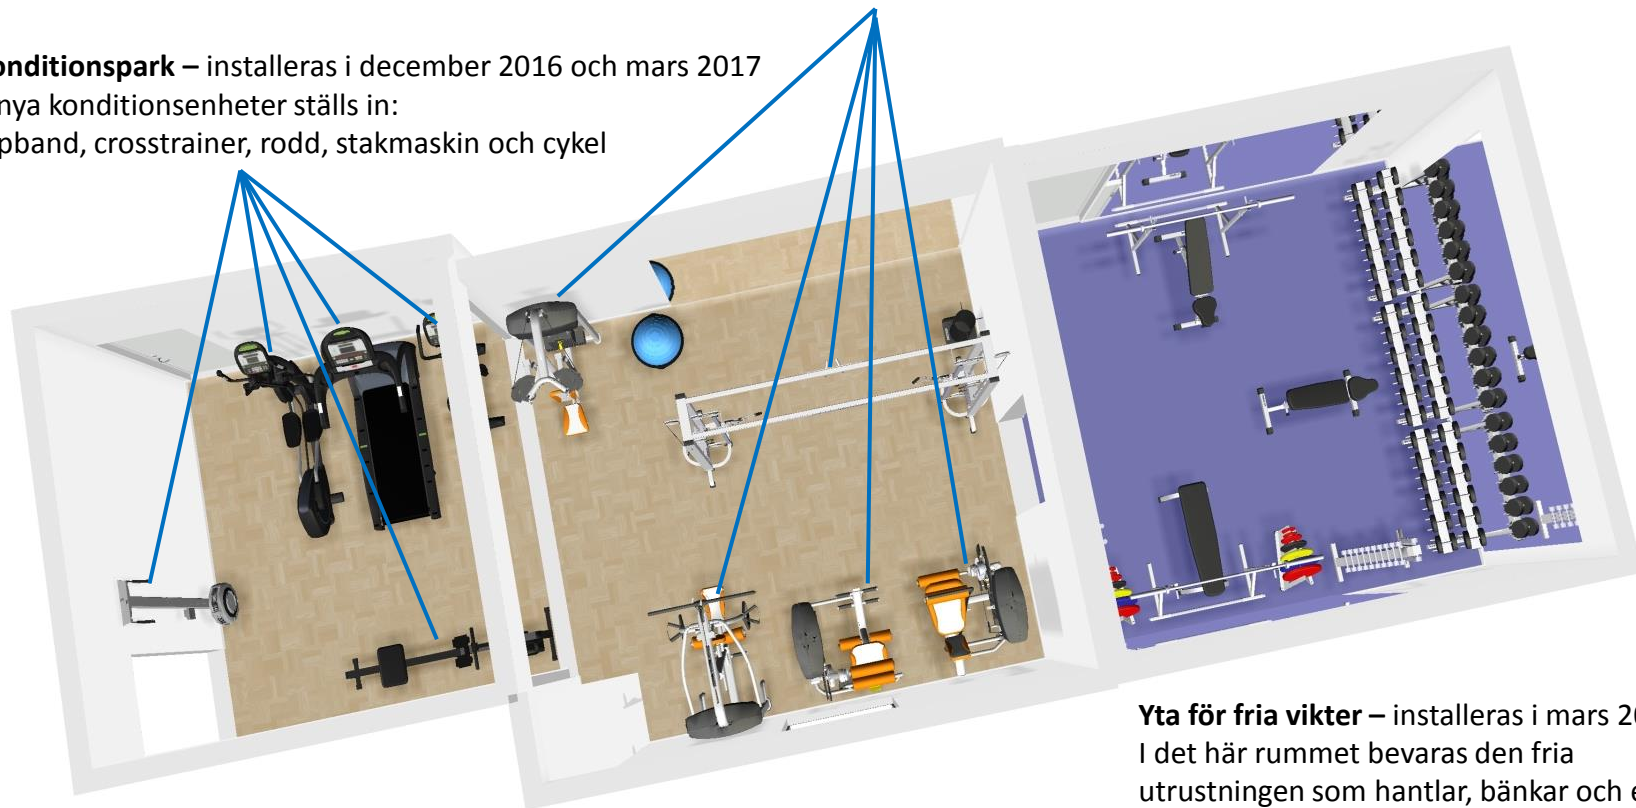 onditionspark – installeras i december 2016 och mars 2017
nya konditionsenheter ställs in:
pband, crosstrainer, rodd, stakmaskin och cykel
Yta för fria vikter – installeras i mars 20
I det här rummet bevaras den fria
utrustningen som hantlar, bänkar och e